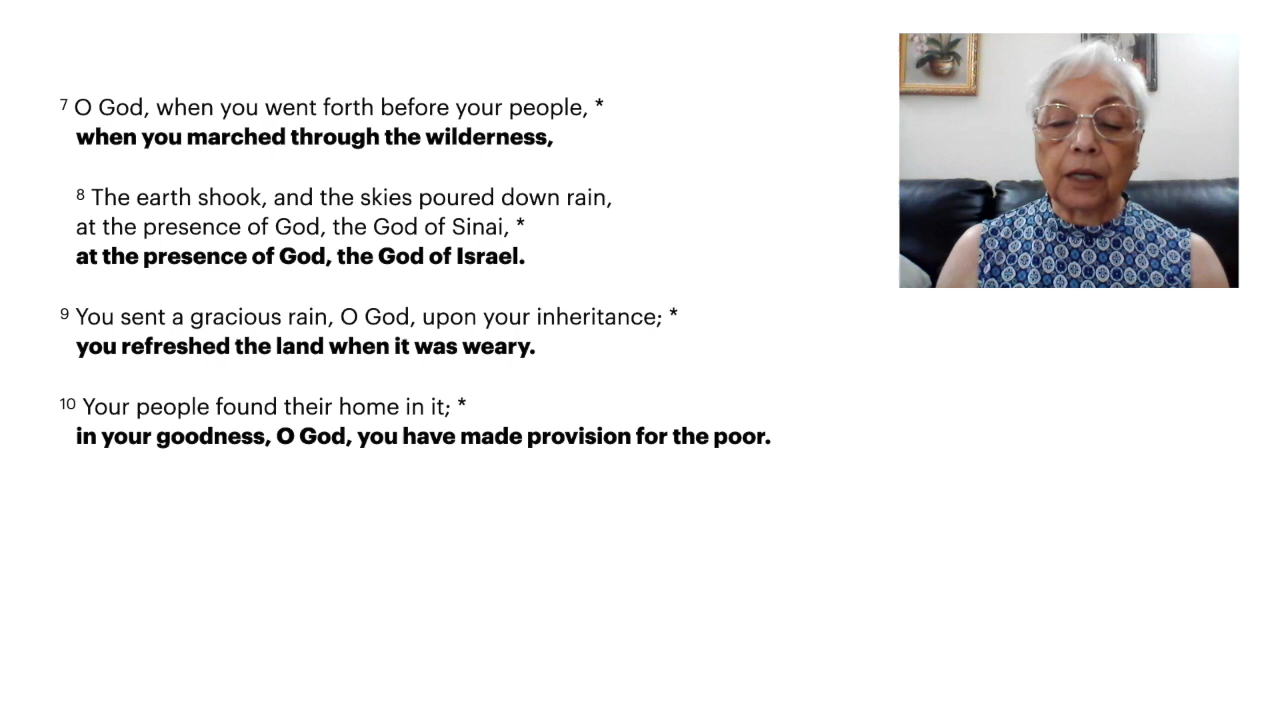 7 O God, when you went forth before your people, *
when you marched through the wilderness,
8 The earth shook, and the skies poured down rain,
at the presence of God, the God of Sinai, *
at the presence of God, the God of Israel.
9 You sent a gracious rain, O God, upon your inheritance; *
you refreshed the land when it was weary.
10 Your people found their home in it; *
in your goodness, O God, you have made provision for the poor.